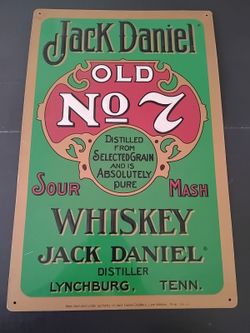 Jack Daniel
OLD
No 7
DISTILLED
FROM
SELECTED GRAIN
AND IS
ABSOLUTELY
PURE
SOUR MASH
WHISKEY
JACK DANIEL
DISTILLER
LYNCHBURG, TENN.